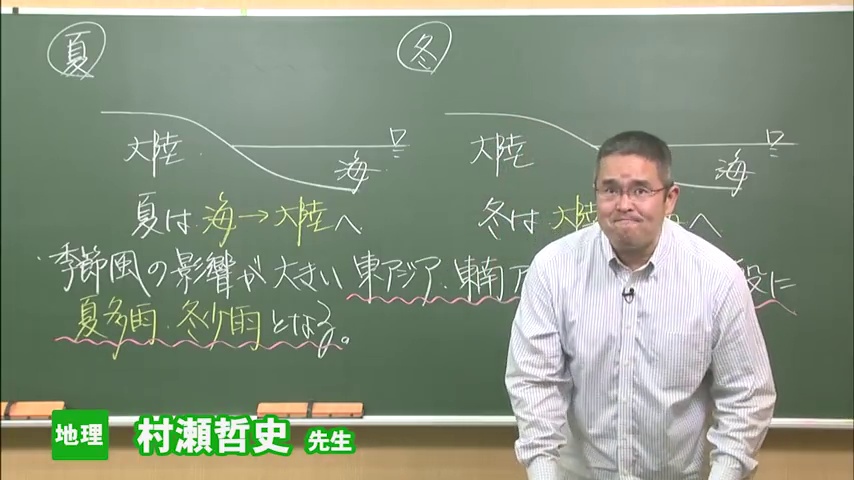 夏
冬
大陸
海
大陸
海
夏は 海→大陸へ
冬は 大陸 へ
季節風の影響が大きい 東アジア・東南ア 般に
夏多雨・冬少雨となる。
地理 村瀬哲史 先生